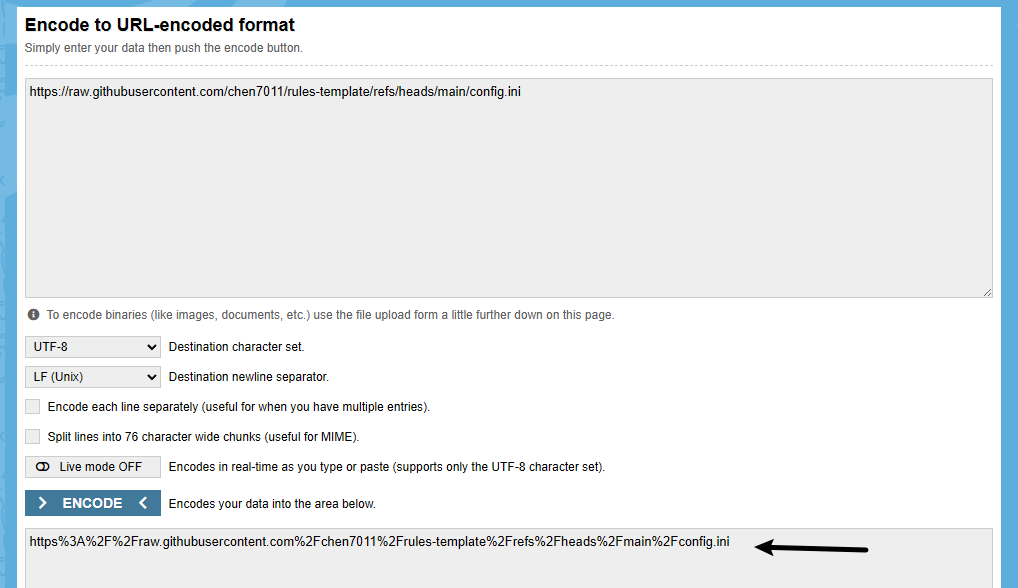 Encode to URL-encoded format
Simply enter your data then push the encode button.
https://raw.githubusercontent.com/chen7011/rules-template/refs/heads/main/config.ini
To encode binaries (like images, documents, etc.) use the file upload form a little further down on this page.
UTF-8 Destination character set.
LF (Unix) Destination newline separator.
Encode each line separately (useful for when you have multiple entries).
Split lines into 76 character wide chunks (useful for MIME).
Live mode OFF Encodes in real-time as you type or paste (supports only the UTF-8 character set).
> ENCODE < Encodes your data into the area below.
https%3A%2F%2Fraw.githubusercontent.com%2Fchen7011%2Frules-template%2Frefs%2Fheads%2Fmain%2Fconfig.ini